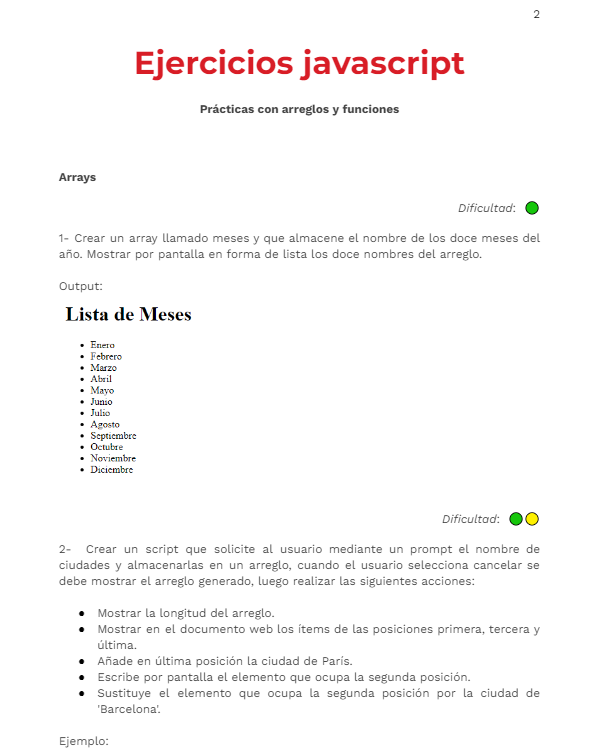 2
Ejercicios javascript
Prácticas con arreglos y funciones
Arrays
Dificultad:
1- Crear un array llamado meses y que almacene el nombre de los doce meses del
año. Mostrar por pantalla en forma de lista los doce nombres del arreglo.
Output:
Lista de Meses
• Enero
• Febrero
• Marzo
• Abril
• Mayo
• Junio
• Julio
• Agosto
• Septiembre
• Octubre
• Noviembre
• Diciembre
Dificultad:
2- Crear un script que solicite al usuario mediante un prompt el nombre de
ciudades y almacenarlas en un arreglo, cuando el usuario selecciona cancelar se
debe mostrar el arreglo generado, luego realizar las siguientes acciones:
● Mostrar la longitud del arreglo.
● Mostrar en el documento web los ítems de las posiciones primera, tercera y
última.
● Añade en última posición la ciudad de París.
● Escribe por pantalla el elemento que ocupa la segunda posición.
● Sustituye el elemento que ocupa la segunda posición por la ciudad de
'Barcelona'.
Ejemplo: